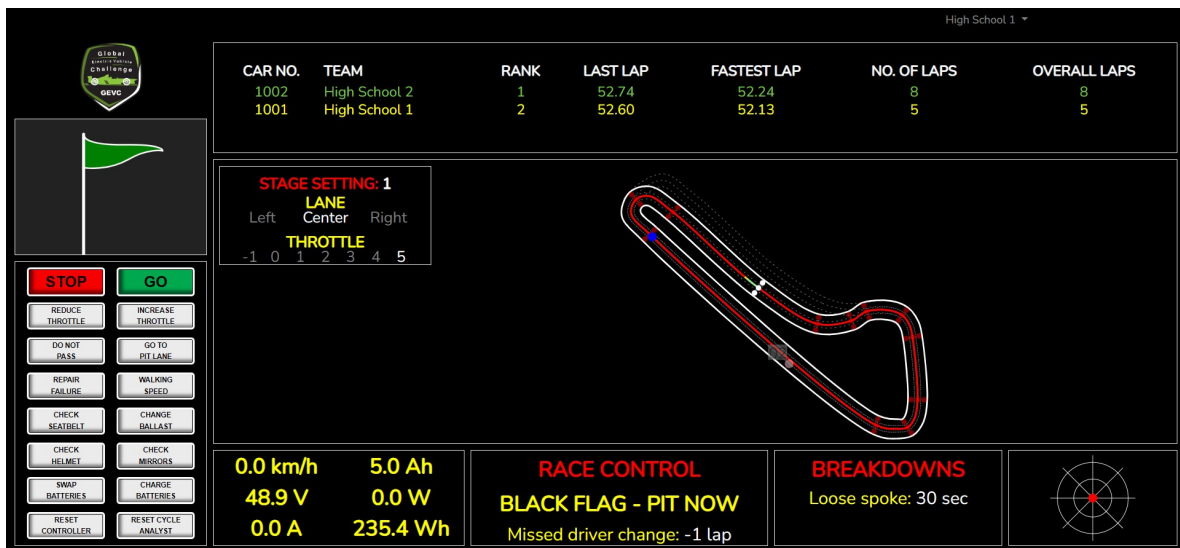 High School 1
Global
Electric Vehicle
Challenge
GEVC
CAR NO. TEAM RANK LAST LAP FASTEST LAP NO. OF LAPS OVERALL LAPS
1002 High School 2 1 52.74 52.24 8 8
1001 High School 1 2 52.60 52.13 5 5
STAGE SETTING: 1
LANE
Left Center Right
THROTTLE
-1 0 1 2 3 4 5
STOP GO
REDUCE THROTTLE INCREASE THROTTLE
DO NOT PASS GO TO PIT LANE
REPAIR FAILURE WALKING SPEED
CHECK SEATBELT CHANGE BALLAST
CHECK HELMET CHECK MIRRORS
SWAP BATTERIES CHARGE BATTERIES
RESET CONTROLLER RESET CYCLE ANALYST
0.0 km/h 5.0 Ah
48.9 V 0.0 W
0.0 A 235.4 Wh
RACE CONTROL
BLACK FLAG - PIT NOW
Missed driver change: -1 lap
BREAKDOWNS
Loose spoke: 30 sec